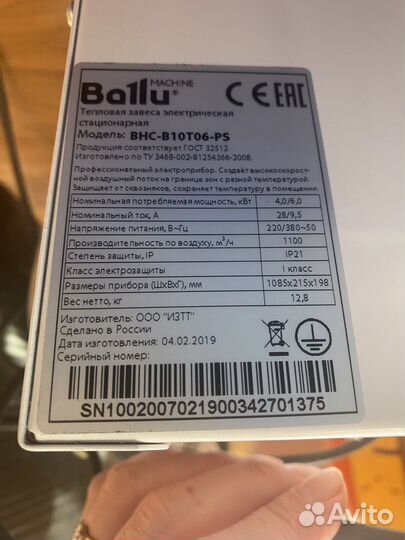 MACHINE
Ballu®
CE EAC
Тепловая завеса электрическая
стационарная
Модель: BHC-B10T06-PS
Продукция соответствует ГОСТ 32512.
Изготовлено по ТУ 3468-002-81254366-2008.
Профессиональный электроприбор. Создаёт высокоскорост-
ной воздушный поток на границе зон с разной температурой.
Защищает от сквозняков, сохраняет температуру в помещении.
Номинальная потребляемая мощность, кВт 4,0/6,0
Номинальный ток, А 28/9,5
Напряжение питания, В~Гц 220/380~50
Производительность по воздуху, м³/ч 1100
Степень защиты, IP IP21
Класс электрозащиты I класс
Размеры прибора (ШхВхГ), мм 1085х215х198
Вес нетто, кг 12,8
Изготовитель: ООО "ИЗТТ"
Сделано в России
Дата изготовления: 04.02.2019
Серийный номер:
SN1002007021900342701375
Avito